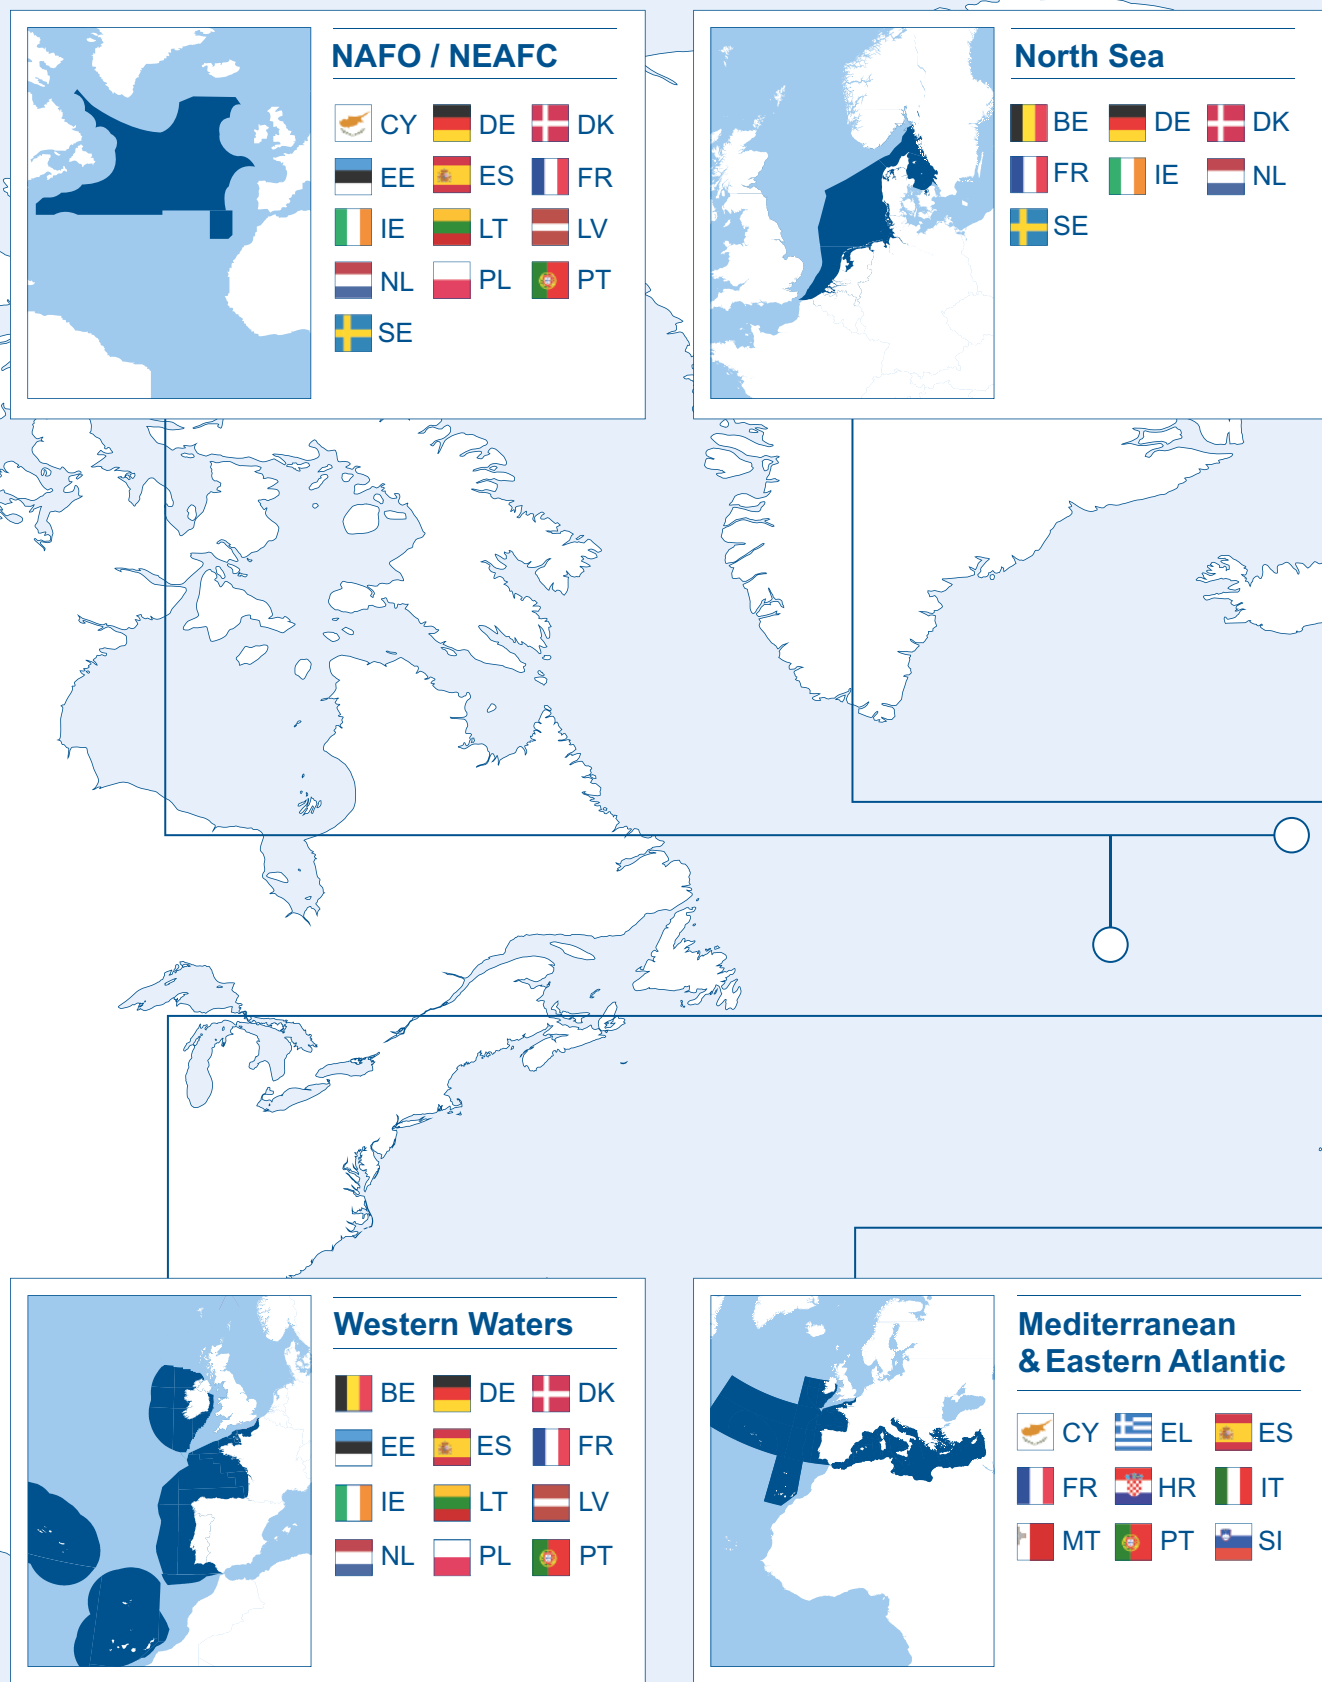 NAFO / NEAFC
CY DE DK
EE ES FR
IE LT LV
NL PL PT
SE
North Sea
BE DE DK
FR IE NL
SE
Western Waters
BE DE DK
EE ES FR
IE LT LV
NL PL PT
Mediterranean
& Eastern Atlantic
CY EL ES
FR HR IT
MT PT SI